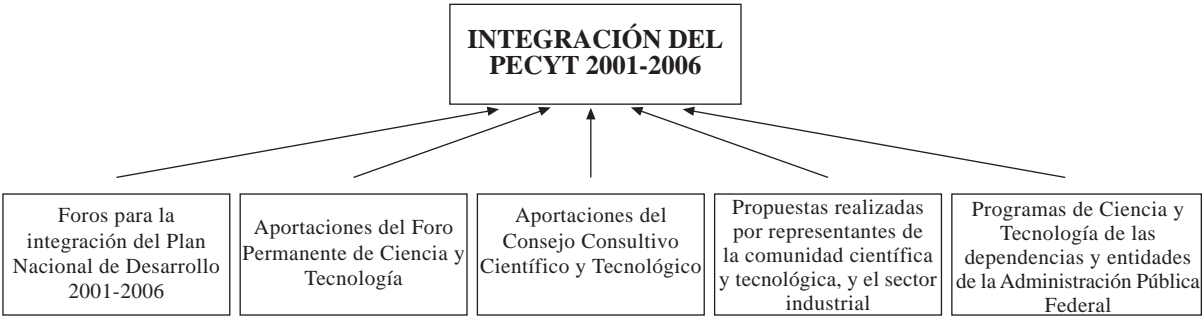 INTEGRACIÓN DEL
PECYT 2001-2006
Foros para la
integración del Plan
Nacional de Desarrollo
2001-2006
Aportaciones del Foro
Permanente de Ciencia y
Tecnología
Aportaciones del
Consejo Consultivo
Científico y Tecnológico
Propuestas realizadas
por representantes de
la comunidad científica
y tecnológica, y el sector
industrial
Programas de Ciencia y
Tecnología de las
dependencias y entidades
de la Administración Pública
Federal